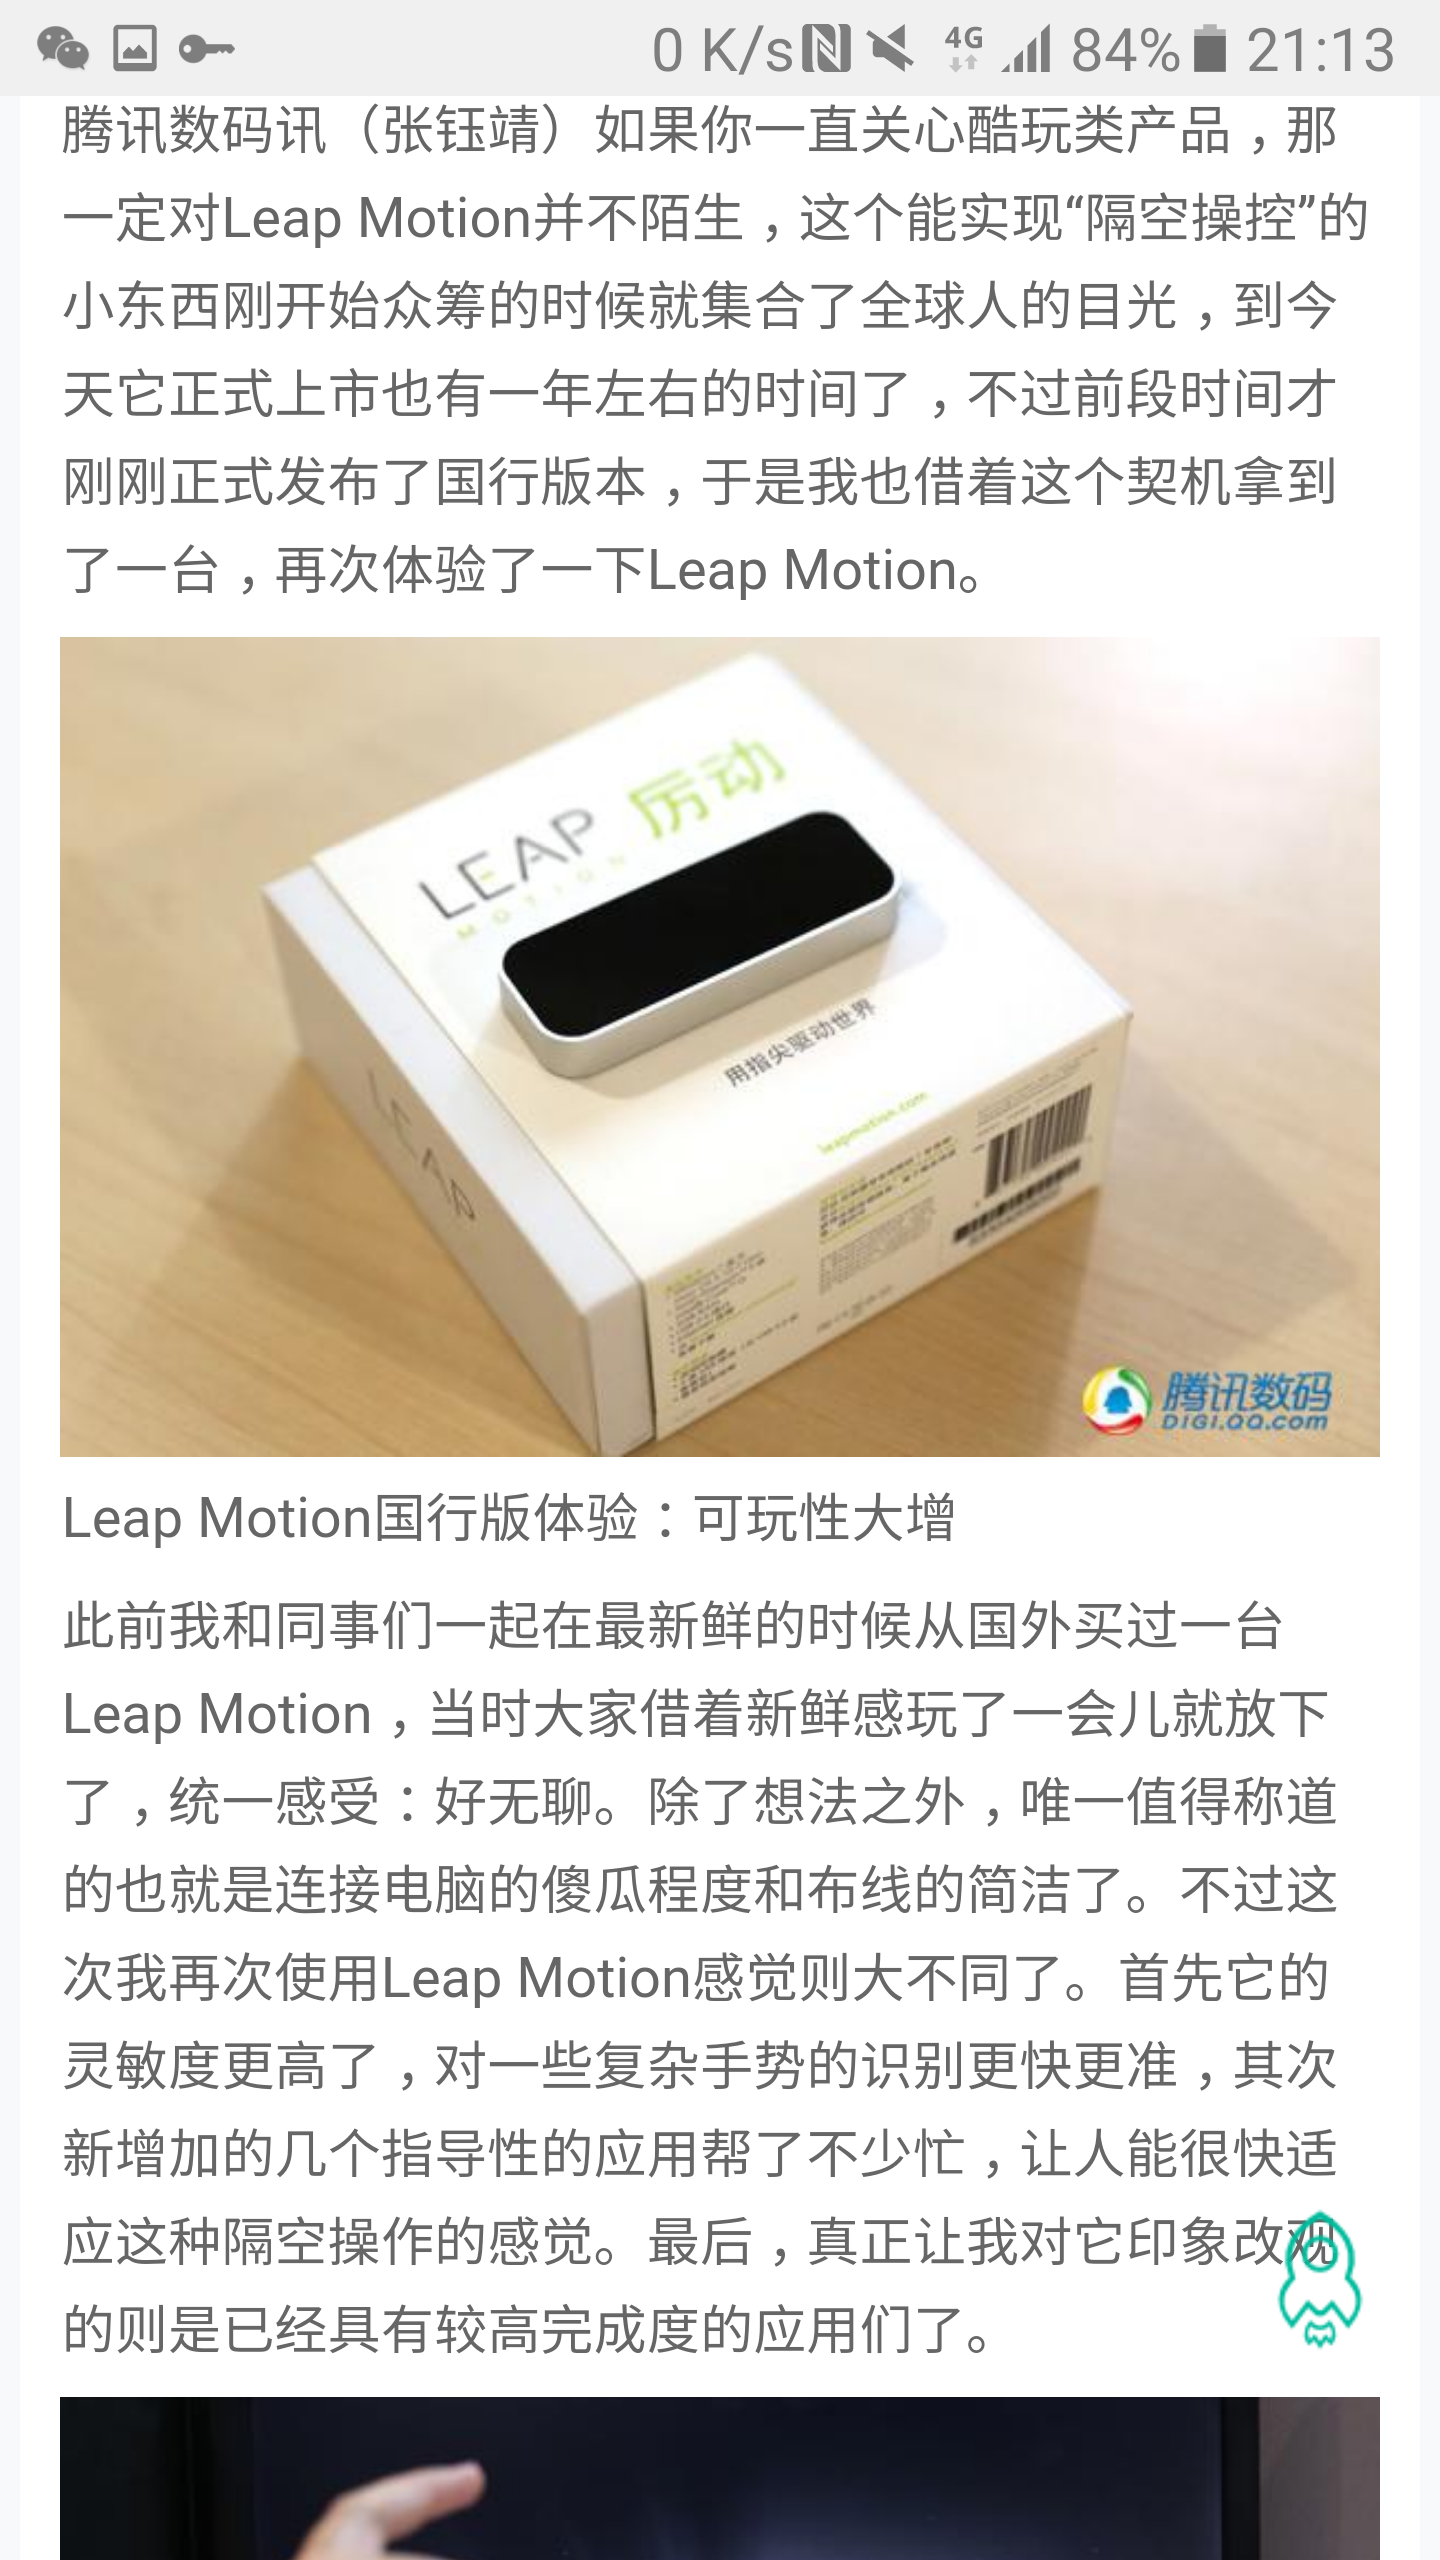 0 K/s 4G 84% 21:13
腾讯数码讯（张钰靖）如果你一直关心酷玩类产品，那
一定对Leap Motion并不陌生，这个能实现“隔空操控”的
小东西刚开始众筹的时候就集合了全球人的目光，到今
天它正式上市也有一年左右的时间了，不过前段时间才
刚刚正式发布了国行版本，于是我也借着这个契机拿到
了一台，再次体验了一下Leap Motion。
LEAP 厉动
MOTION
用指尖驱动世界
leapmotion.com
LEAP
腾讯数码
DIGI.QQ.COM
Leap Motion国行版体验：可玩性大增
此前我和同事们一起在最新鲜的时候从国外买过一台
Leap Motion，当时大家借着新鲜感玩了一会儿就放下
了，统一感受：好无聊。除了想法之外，唯一值得称道
的也就是连接电脑的傻瓜程度和布线的简洁了。不过这
次我再次使用Leap Motion感觉则大不同了。首先它的
灵敏度更高了，对一些复杂手势的识别更快更准，其次
新增加的几个指导性的应用帮了不少忙，让人能很快适
应这种隔空操作的感觉。最后，真正让我对它印象改观
的则是已经具有较高完成度的应用们了。